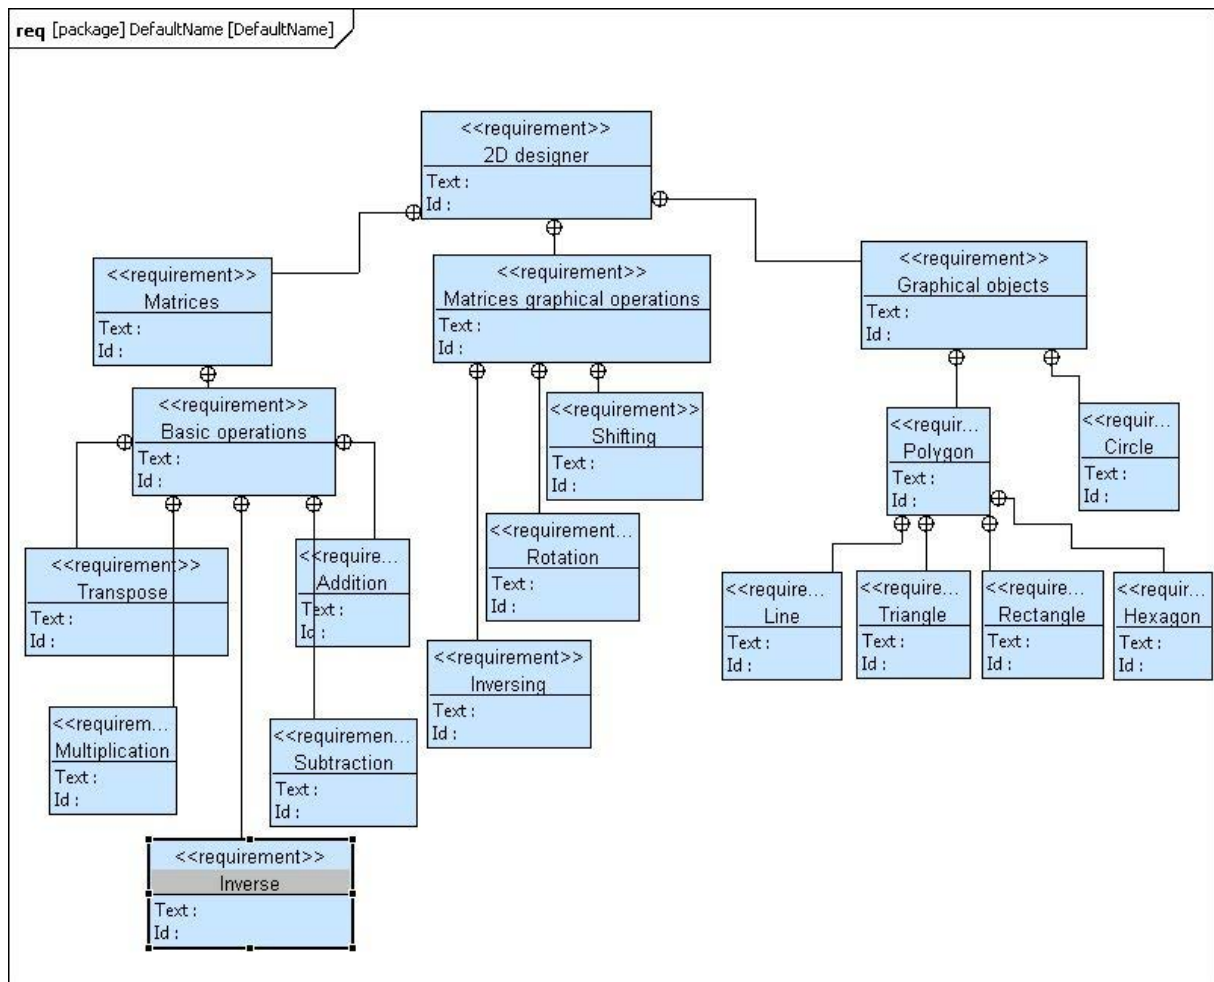 req [package] DefaultName [DefaultName]
<<requirement>>
2D designer
Text :
Id :
<<requirement>>
Matrices
Text :
Id :
<<requirement>>
Matrices graphical operations
Text :
Id :
<<requirement>>
Graphical objects
Text :
Id :
<<requirement>>
Basic operations
Text :
Id :
<<requirement>>
Shifting
Text :
Id :
<<requir...
Polygon
Text :
Id :
<<requir...
Circle
Text :
Id :
<<requirement>>
Transpose
Text :
Id :
<<require...
Addition
Text :
Id :
<<requirement...
Rotation
Text :
Id :
<<require...
Line
Text :
Id :
<<require...
Triangle
Text :
Id :
<<require...
Rectangle
Text :
Id :
<<requir...
Hexagon
Text :
Id :
<<requirement>>
Inversing
Text :
Id :
<<requirem...
Multiplication
Text :
Id :
<<requiremen...
Subtraction
Text :
Id :
<<requirement>>
Inverse
Text :
Id :